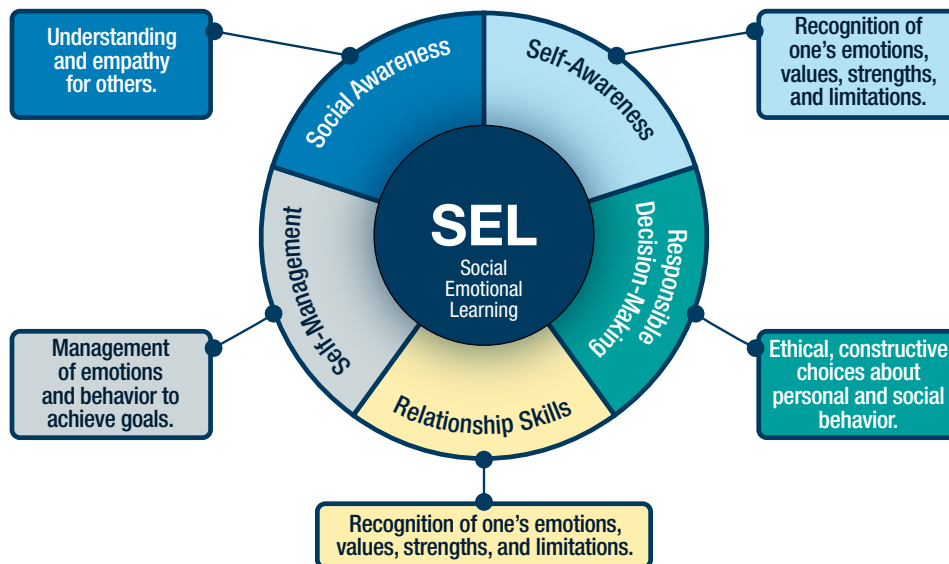 Understanding
and empathy
for others.
Social Awareness
Self-Awareness
Recognition of
one’s emotions,
values, strengths,
and limitations.
SEL
Social
Emotional
Learning
Self-Management
Responsible
Decision-Making
Management
of emotions
and behavior to
achieve goals.
Relationship Skills
Ethical, constructive
choices about
personal and social
behavior.
Recognition of one’s emotions,
values, strengths, and limitations.